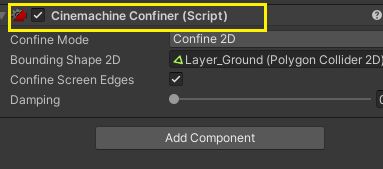 Cinemachine Confiner (Script)
Confine Mode Confine 2D
Bounding Shape 2D Layer_Ground (Polygon Collider 2D)
Confine Screen Edges
Damping
Add Component